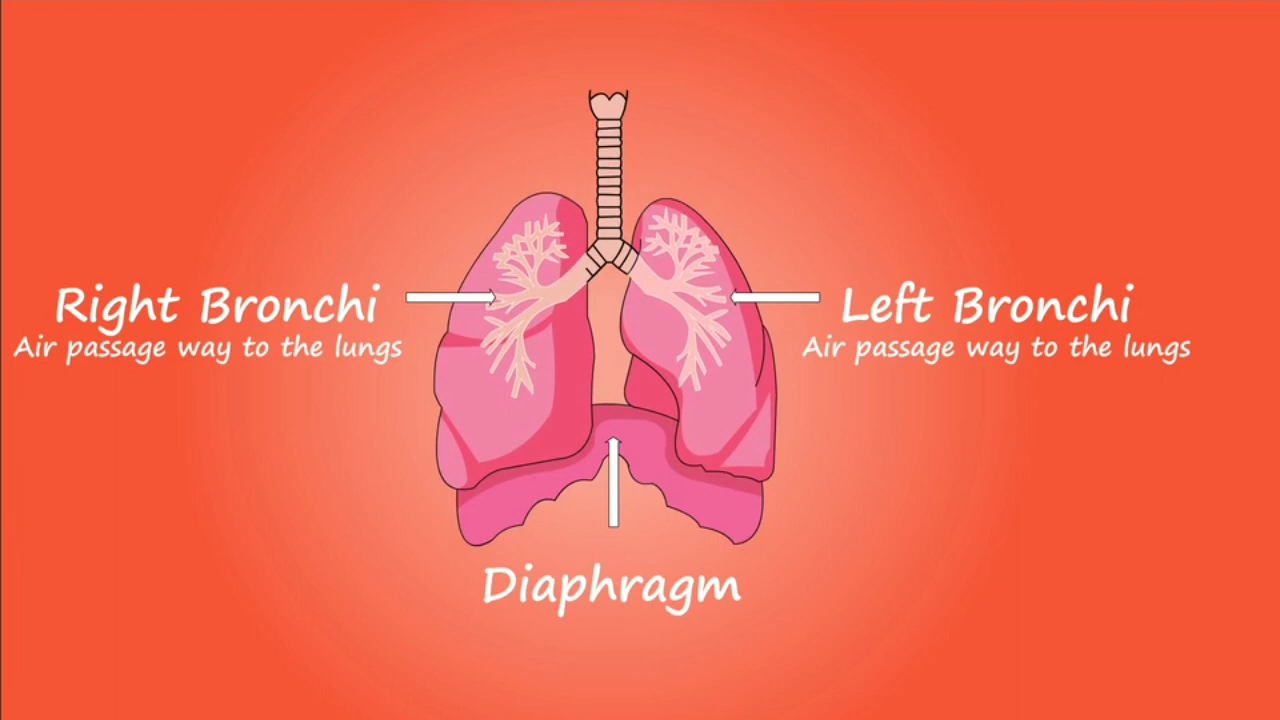 Right Bronchi
Air passage way to the lungs
Left Bronchi
Air passage way to the lungs
Diaphragm